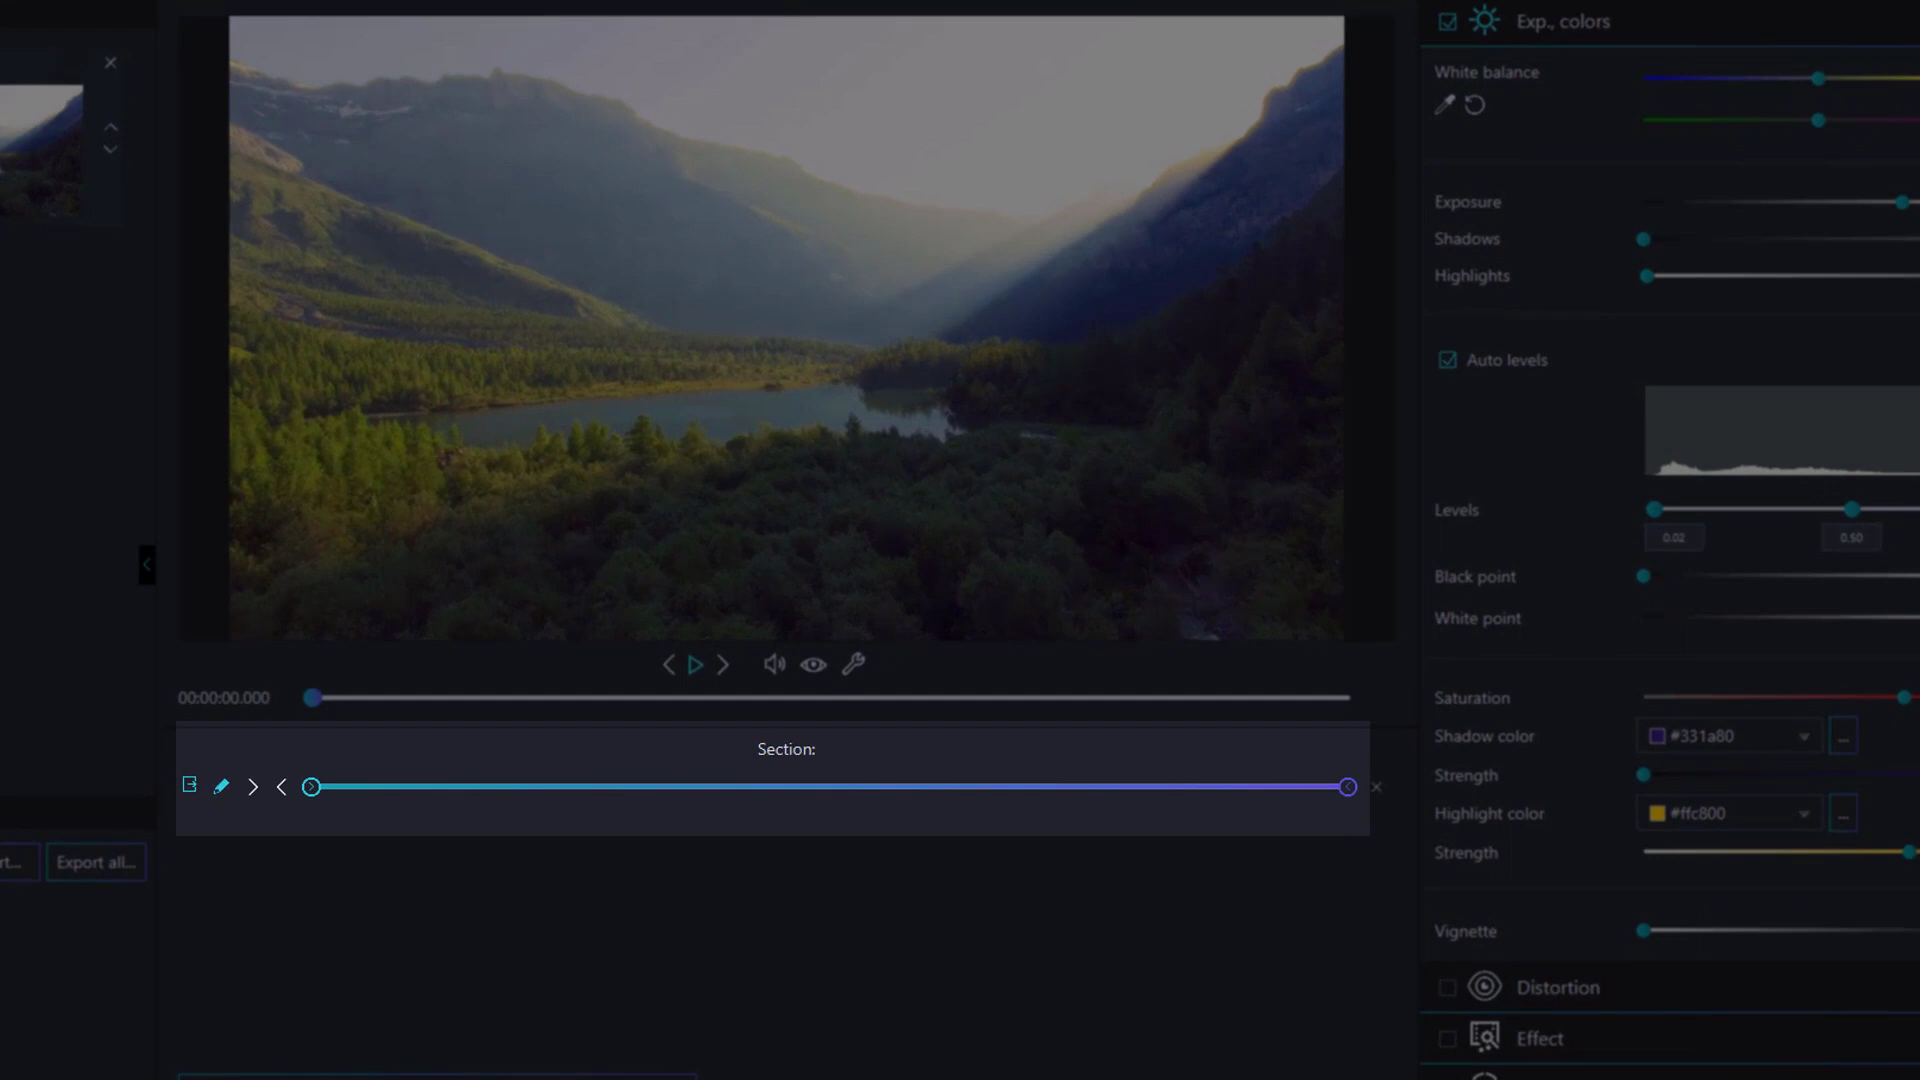 Exp., colors
White balance
Exposure
Shadows
Highlights
Auto levels
Levels
0.02
0.50
Black point
White point
00:00:00.000
Saturation
Shadow color
#331a80
...
Section:
Strength
Highlight color
#ffc800
...
Strength
rt...
Export all...
Vignette
Distortion
Effect